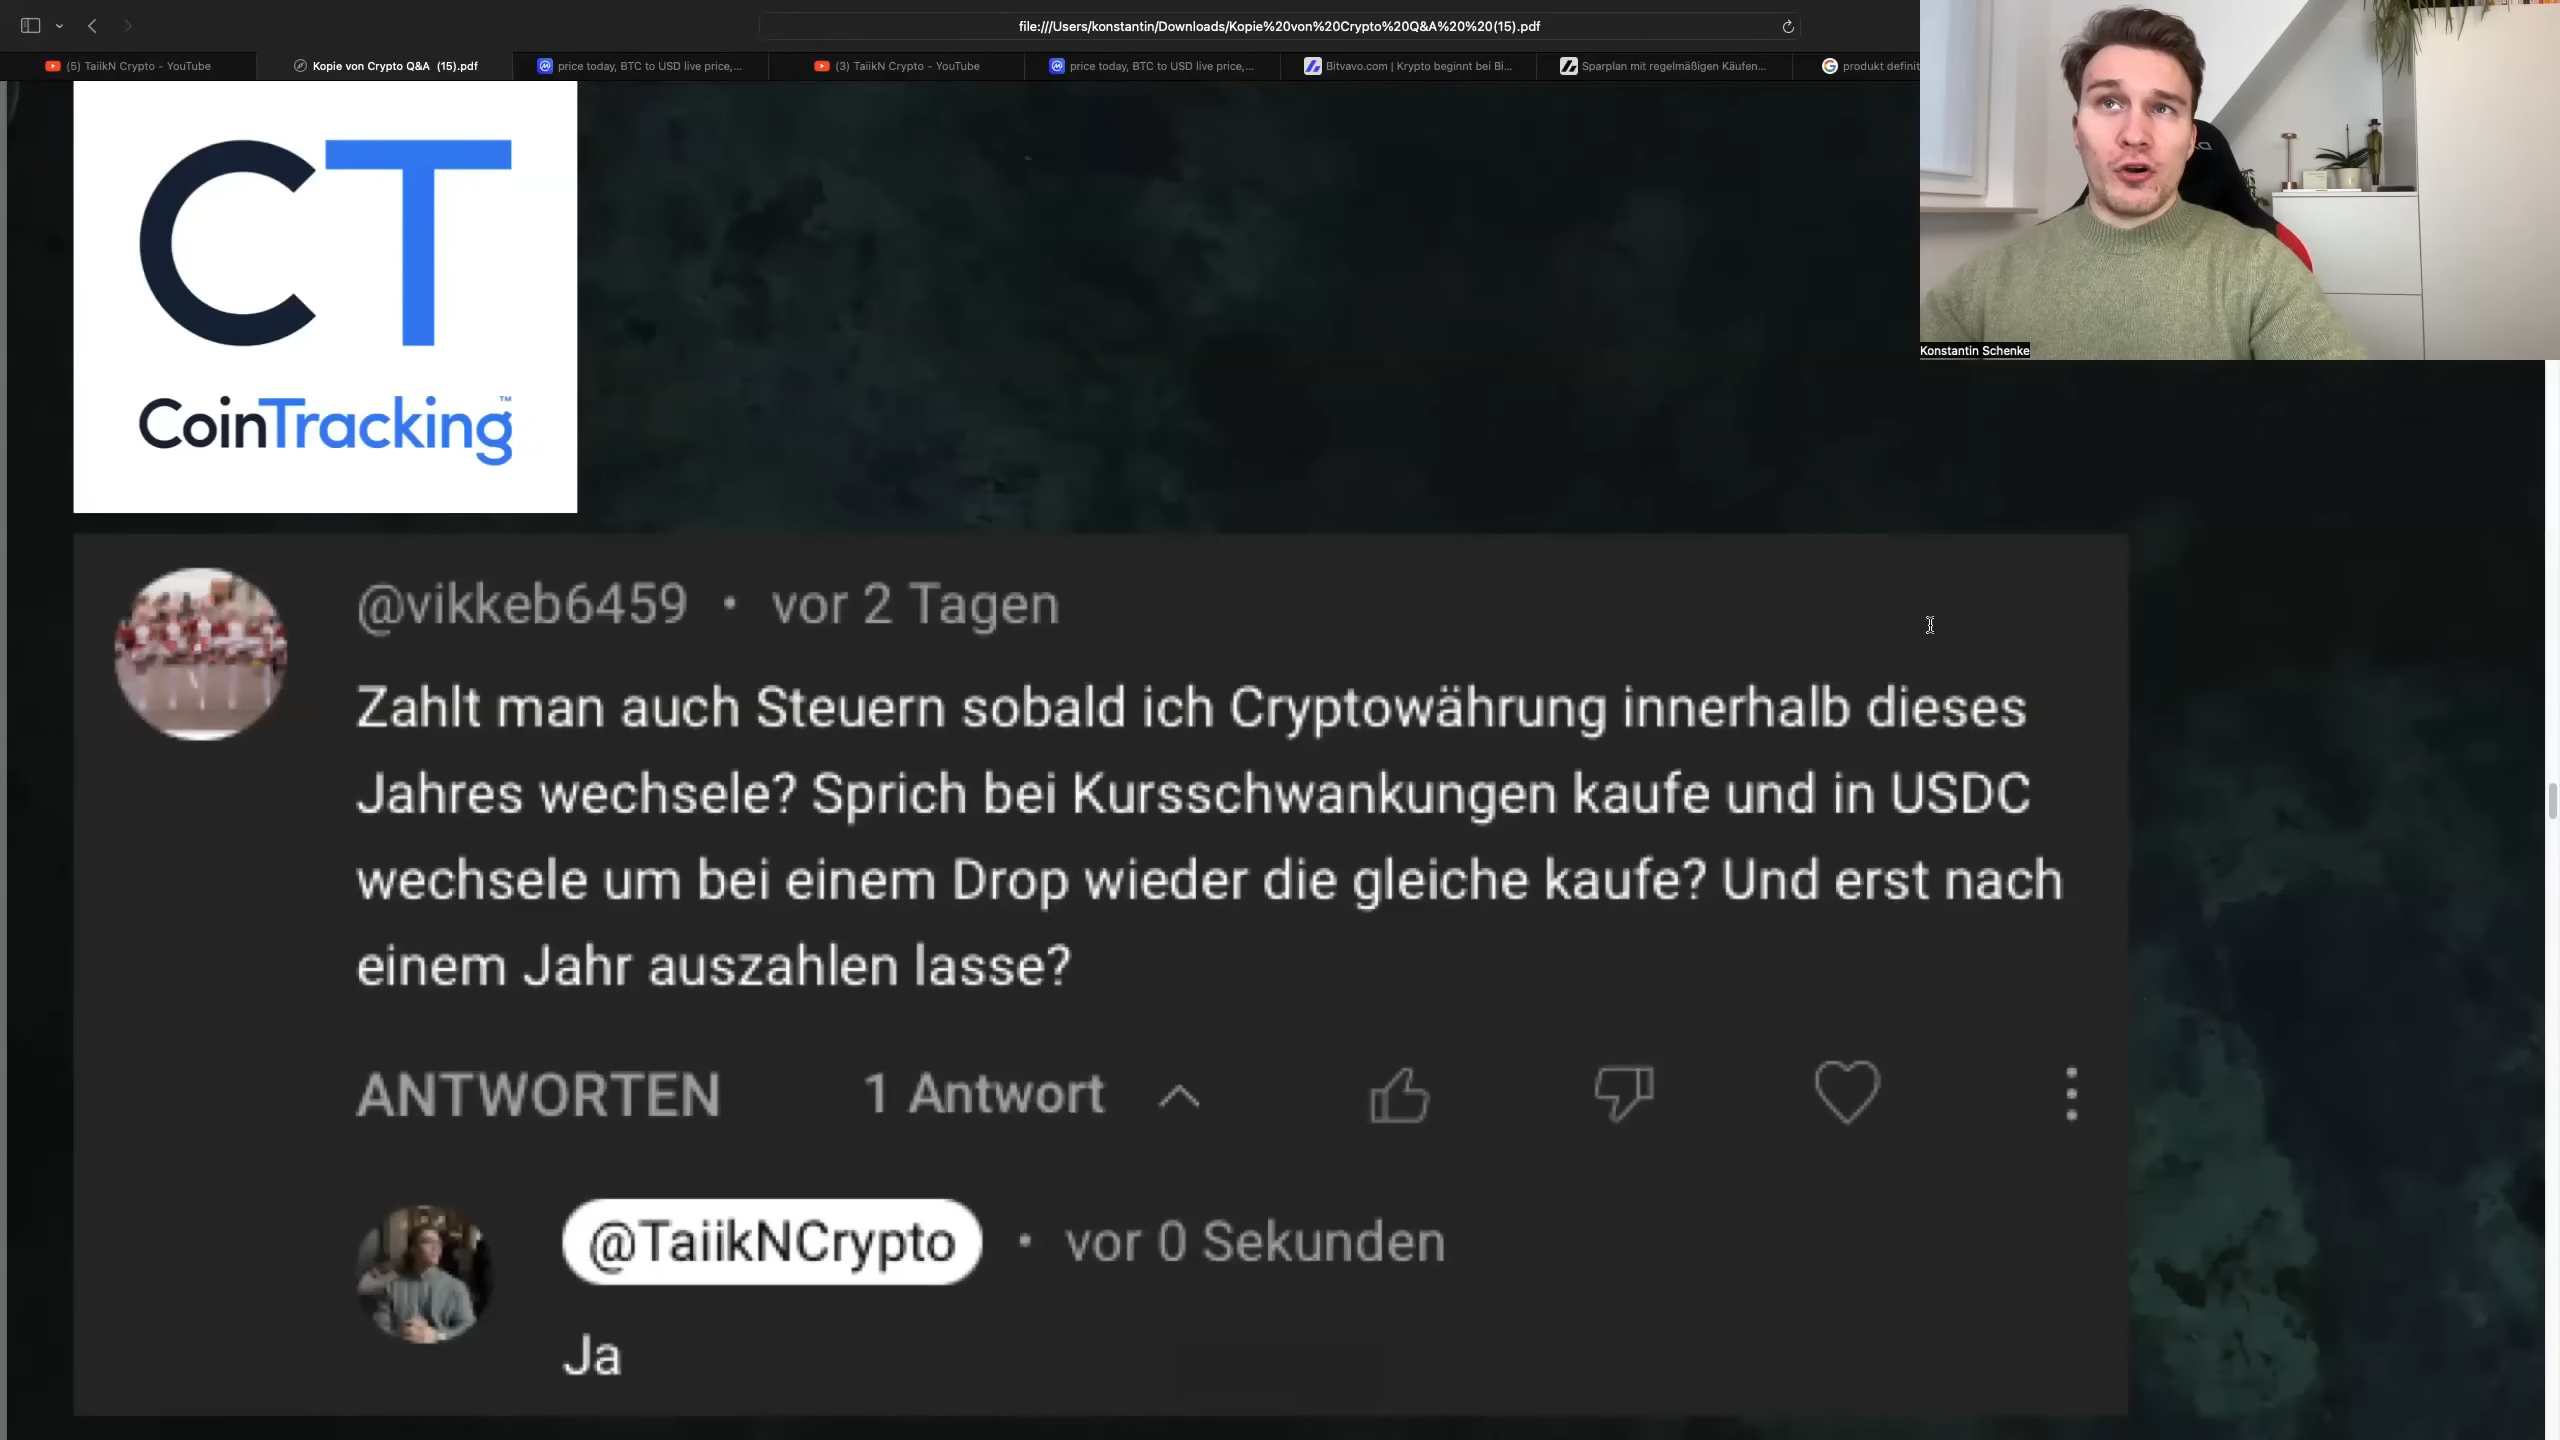 file:///Users/konstantin/Downloads/Kopie%20von%20Crypto%20Q&A%20%20(15).pdf
(5) TaiikN Crypto - YouTube
Kopie von Crypto Q&A (15).pdf
price today, BTC to USD live price,...
(3) TaiikN Crypto - YouTube
price today, BTC to USD live price,...
Bitvavo.com | Krypto beginnt bei Bi...
Sparplan mit regelmäßigen Käufen...
produkt definit
Konstantin Schenke
CT
CoinTracking™
@vikkeb6459 • vor 2 Tagen
Zahlt man auch Steuern sobald ich Cryptowährung innerhalb dieses
Jahres wechsele? Sprich bei Kursschwankungen kaufe und in USDC
wechsele um bei einem Drop wieder die gleiche kaufe? Und erst nach
einem Jahr auszahlen lasse?
ANTWORTEN 1 Antwort
@TaiikNCrypto • vor 0 Sekunden
Ja